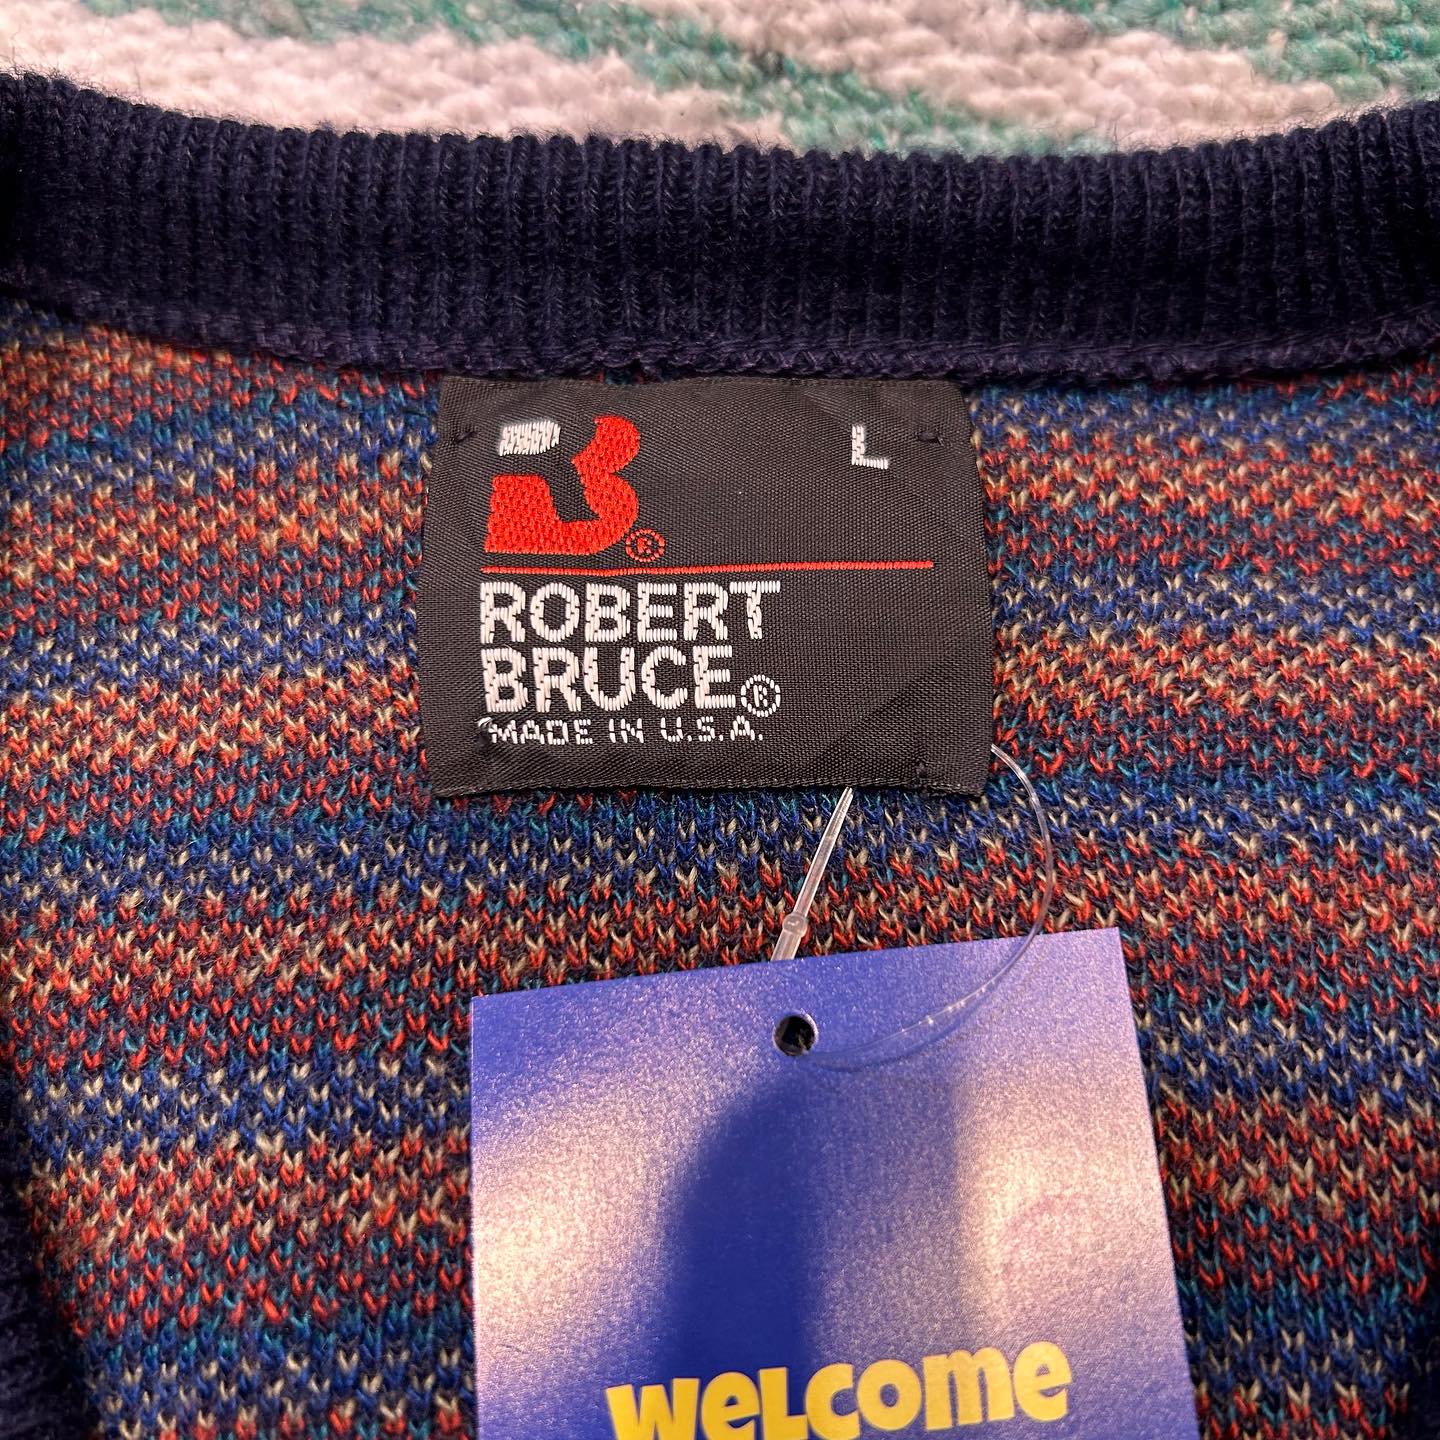 L
®
ROBERT
BRUCE®
MADE IN U.S.A.
welcome